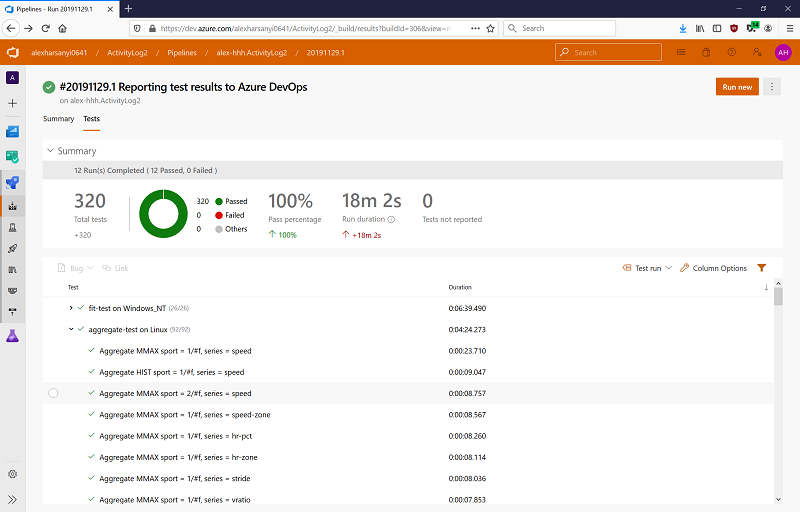 Pipelines - Run 20191129.1
https://dev.azure.com/alexharsanyi0641/ActivityLog2/_build/results?buildId=306&view=
Search
alexharsanyi0641 / ActivityLog2 / Pipelines / alex-hhh.ActivityLog2 / 20191129.1
Search
AH
A
#20191129.1 Reporting test results to Azure DevOps
on alex-hhh.ActivityLog2
Run new
Summary Tests
Summary
12 Run(s) Completed ( 12 Passed, 0 Failed )
320
Total tests
+320
320 Passed
0 Failed
0 Others
100%
Pass percentage
100%
18m 2s
Run duration
+18m 2s
0
Tests not reported
Bug Link Test run Column Options
Test Duration
fit-test on Windows_NT (26/26) 0:06:39.490
aggregate-test on Linux (92/92) 0:04:24.273
Aggregate MMAX sport = 1/#f, series = speed 0:00:23.710
Aggregate HIST sport = 1/#f, series = speed 0:00:09.047
Aggregate MMAX sport = 2/#f, series = speed 0:00:08.757
Aggregate MMAX sport = 1/#f, series = speed-zone 0:00:08.567
Aggregate MMAX sport = 1/#f, series = hr-pct 0:00:08.260
Aggregate MMAX sport = 1/#f, series = hr-zone 0:00:08.114
Aggregate MMAX sport = 1/#f, series = stride 0:00:08.036
Aggregate MMAX sport = 1/#f, series = vratio 0:00:07.853